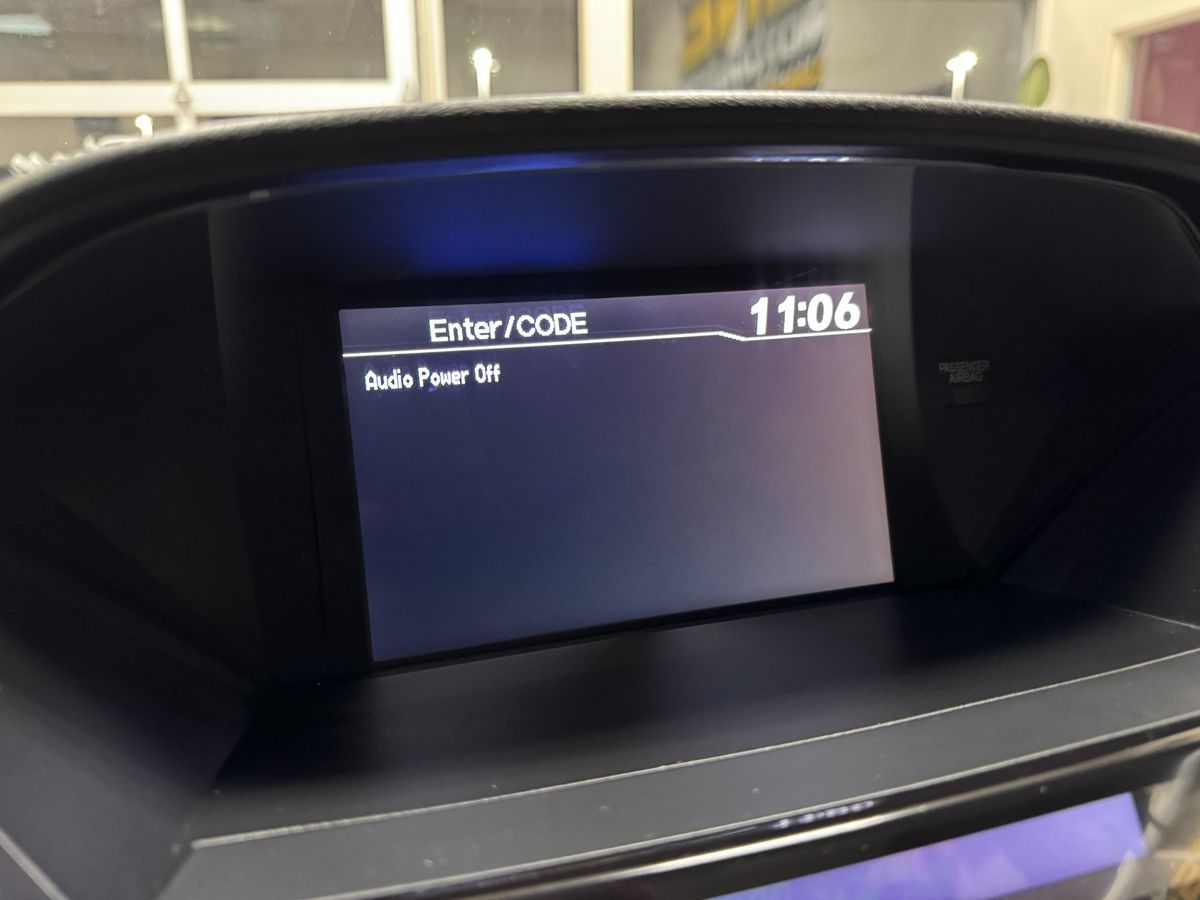 Enter/CODE
11:06
Audio Power Off
PASSENGER
AIRBAG